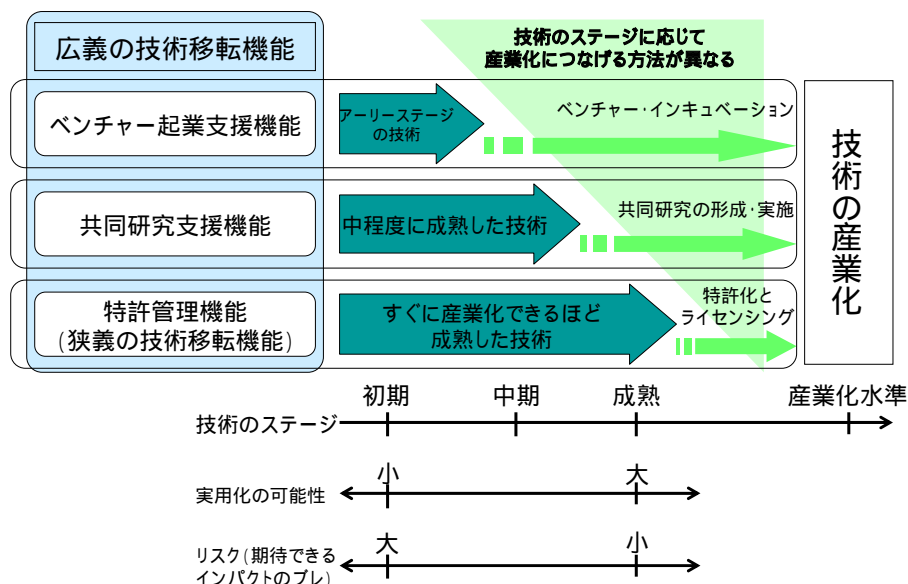 広義の技術移転機能
技術のステージに応じて
産業化につなげる方法が異なる
ベンチャー起業支援機能
アーリーステージ
の技術
ベンチャー・インキュベーション
共同研究支援機能
中程度に成熟した技術
共同研究の形成・実施
特許管理機能
(狭義の技術移転機能)
すぐに産業化できるほど
成熟した技術
特許化と
ライセンシング
技術の産業化
初期
中期
成熟
産業化水準
技術のステージ
小
大
実用化の可能性
大
小
リスク(期待できる
インパクトのブレ)